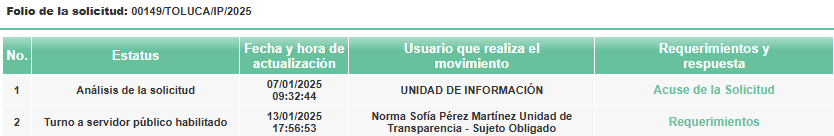 Folio de la solicitud: 00149/TOLUCA/IP/2025
No. Estatus Fecha y hora de actualización Usuario que realiza el movimiento Requerimientos y respuesta
1 Análisis de la solicitud 07/01/2025 09:32:44 UNIDAD DE INFORMACIÓN Acuse de la Solicitud
2 Turno a servidor público habilitado 13/01/2025 17:56:53 Norma Sofía Pérez Martínez Unidad de Transparencia - Sujeto Obligado Requerimientos